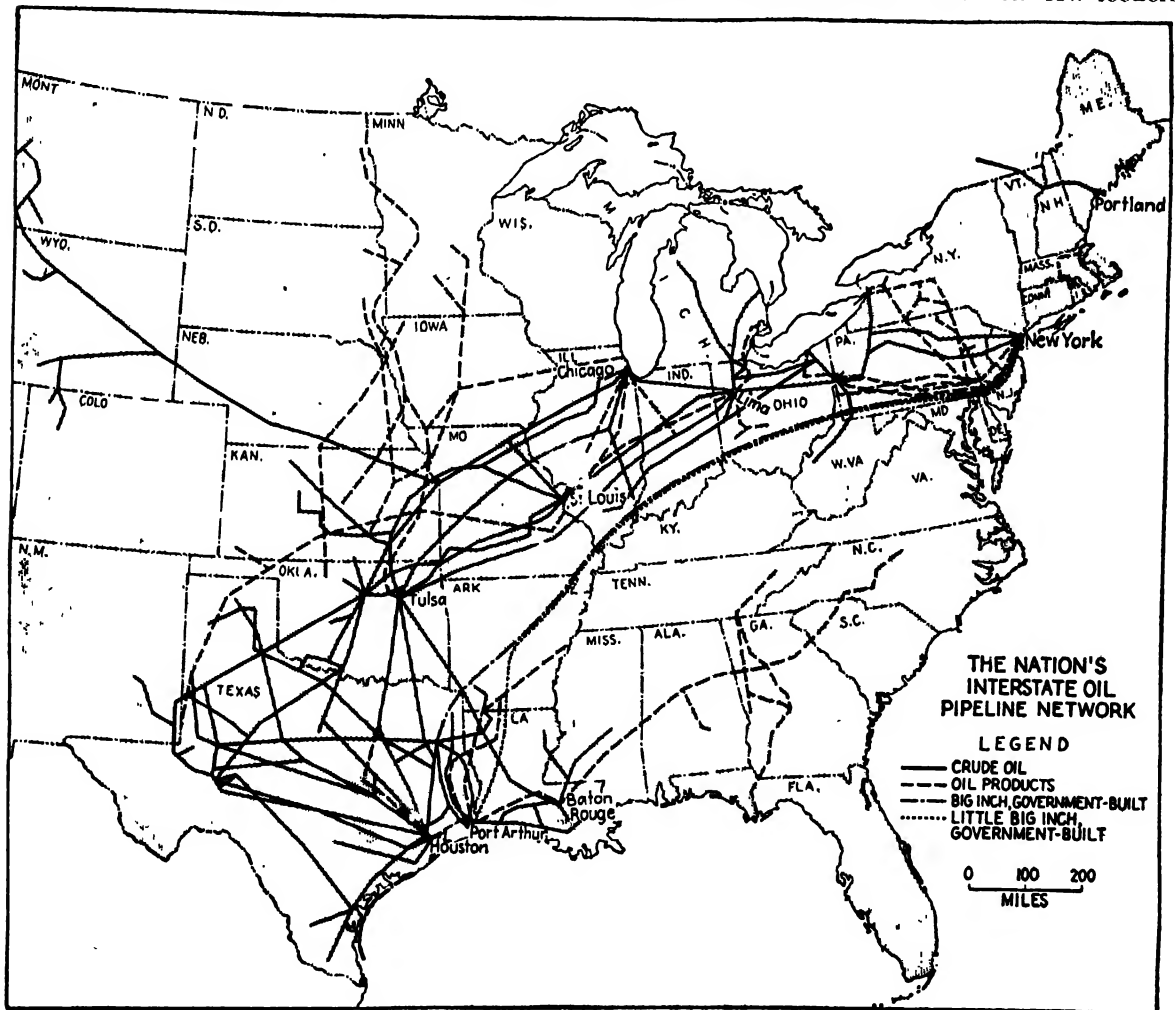 MONT
N.D.
MINN
ME.
VT.
N.H.
Portland
WYO.
S.D.
WIS.
M
I
C
H
N.Y.
MASS.
CONN
NEB.
IOWA
ILL.
Chicago
IND.
PA.
New York
COLO
Lima
OHIO
N.J.
MD
DEL
KAN.
MO
W.VA
VA.
St. Louis
KY.
N.M.
OKLA.
Tulsa
ARK
TENN.
N.C.
MISS.
ALA.
GA.
S.C.
TEXAS
LA
FLA.
Baton
Rouge
Port Arthur
Houston
THE NATION'S
INTERSTATE OIL
PIPELINE NETWORK
LEGEND
CRUDE OIL
OIL PRODUCTS
BIG INCH, GOVERNMENT-BUILT
LITTLE BIG INCH,
GOVERNMENT-BUILT
0 100 200
MILES